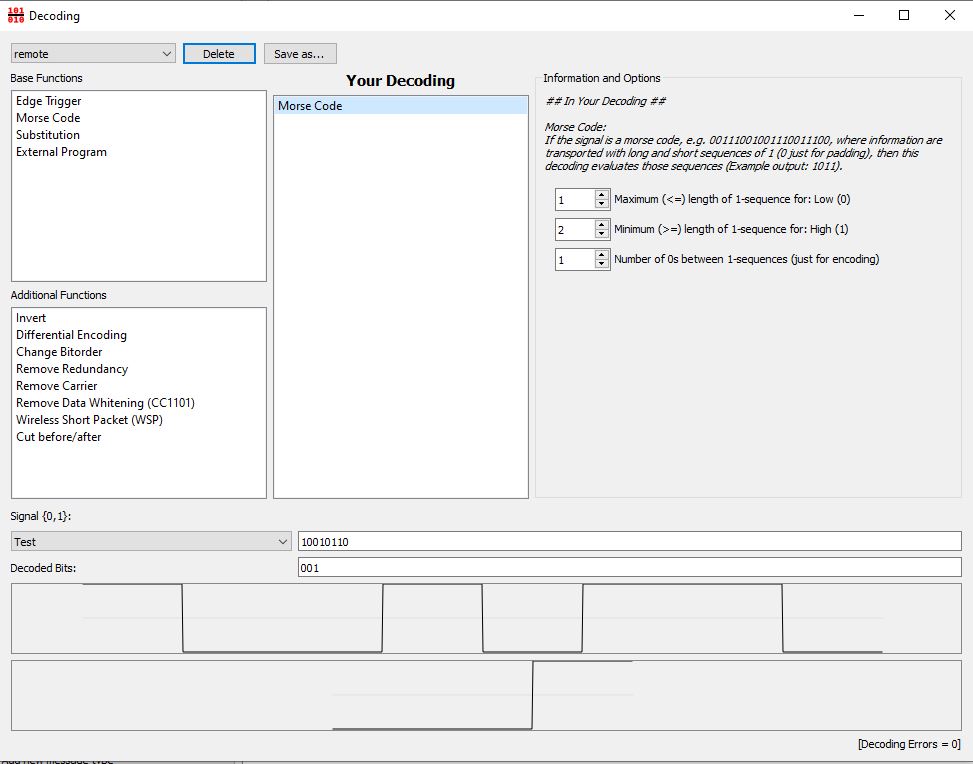 101
010
Decoding
remote
Delete
Save as...
Base Functions
Your Decoding
Information and Options
Edge Trigger
Morse Code
Substitution
External Program
Morse Code
## In Your Decoding ##
Morse Code:
If the signal is a morse code, e.g. 00111001001110011100, where information are
transported with long and short sequences of 1 (0 just for padding), then this
decoding evaluates those sequences (Example output: 1011).
1 Maximum (<=) length of 1-sequence for: Low (0)
2 Minimum (>=) length of 1-sequence for: High (1)
1 Number of 0s between 1-sequences (just for encoding)
Additional Functions
Invert
Differential Encoding
Change Bitorder
Remove Redundancy
Remove Carrier
Remove Data Whitening (CC1101)
Wireless Short Packet (WSP)
Cut before/after
Signal {0,1}:
Test
10010110
Decoded Bits:
001
[Decoding Errors = 0]
Add new message type